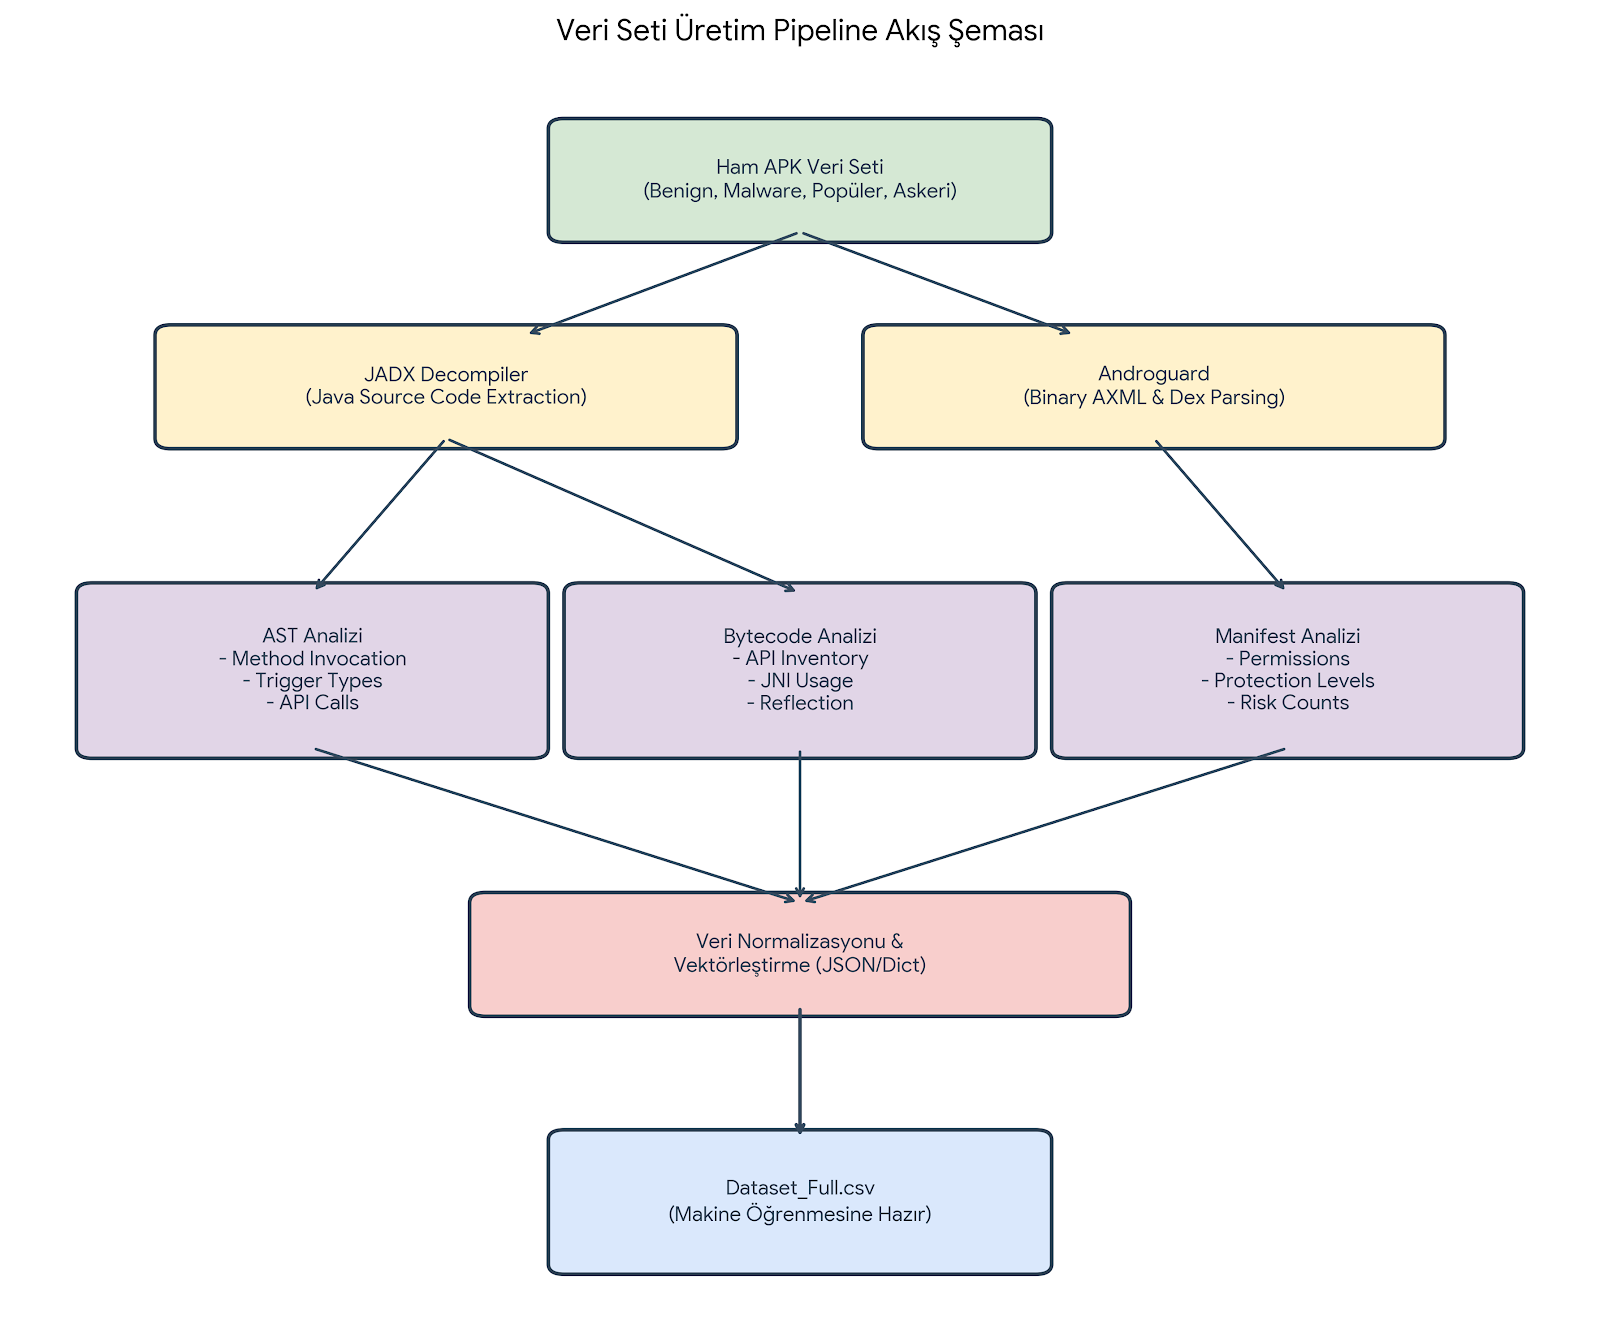 Veri Seti Üretim Pipeline Akış Şeması
Ham APK Veri Seti
(Benign, Malware, Popüler, Askeri)
JADX Decompiler
(Java Source Code Extraction)
Androguard
(Binary AXML & Dex Parsing)
AST Analizi
- Method Invocation
- Trigger Types
- API Calls
Bytecode Analizi
- API Inventory
- JNI Usage
- Reflection
Manifest Analizi
- Permissions
- Protection Levels
- Risk Counts
Veri Normalizasyonu &
Vektörleştirme (JSON/Dict)
Dataset_Full.csv
(Makine Öğrenmesine Hazır)